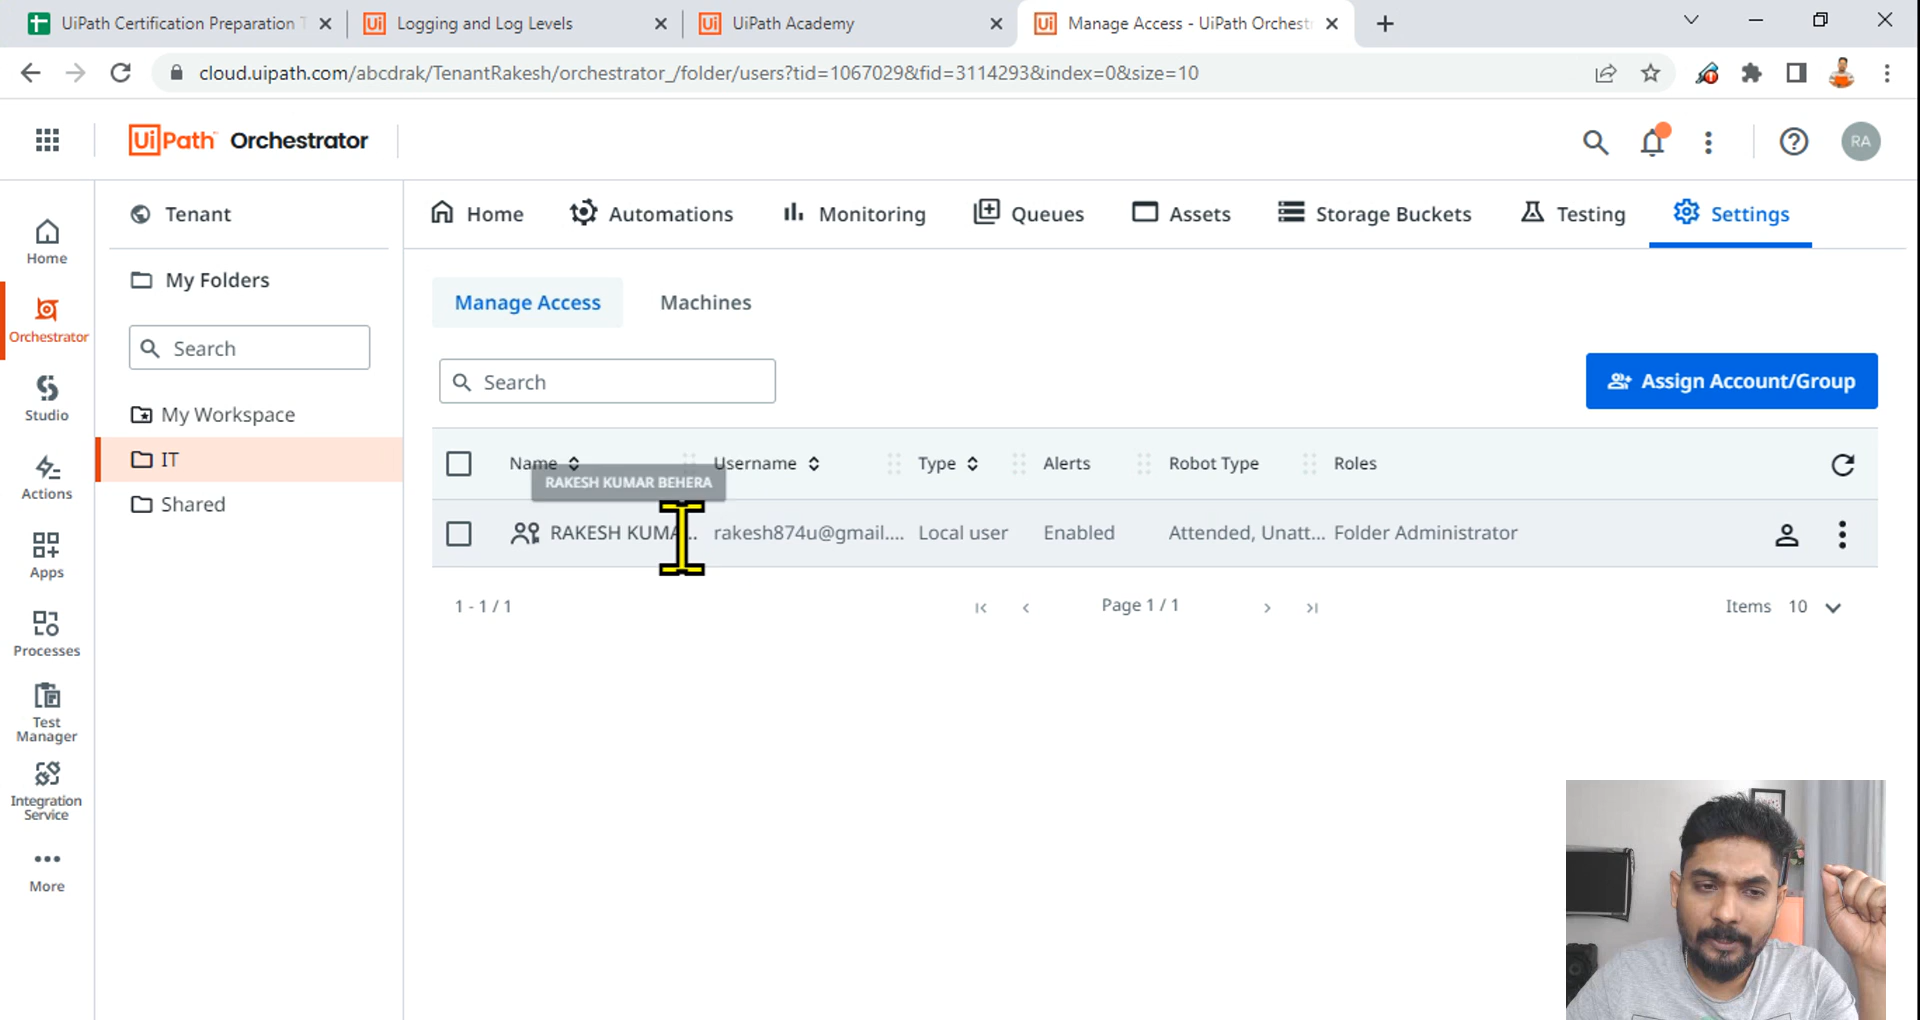 UiPath Certification Preparation T
Logging and Log Levels
UiPath Academy
Manage Access - UiPath Orchest
cloud.uipath.com/abcdrak/TenantRakesh/orchestrator_/folder/users?tid=1067029&fid=3114293&index=0&size=10
UiPath Orchestrator
RA
Home
Orchestrator
Studio
Actions
Apps
Processes
Test
Manager
Integration
Service
More
Tenant
My Folders
Search
My Workspace
IT
Shared
Home Automations Monitoring Queues Assets Storage Buckets Testing Settings
Manage Access Machines
Search
Assign Account/Group
Name Username Type Alerts Robot Type Roles
RAKESH KUMAR BEHERA
RAKESH KUMA... rakesh874u@gmail.... Local user Enabled Attended, Unatt... Folder Administrator
1 - 1 / 1 Page 1 / 1 Items 10